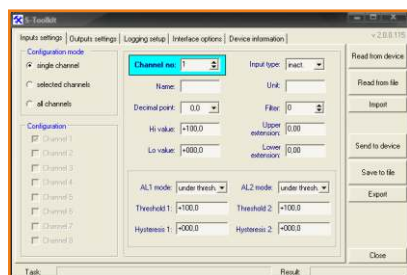 S-Toolkit
Inputs settings Outputs settings Logging setup Interface options Device information v.2.0.0.115
Configuration mode
single channel
selected channels
all channels
Configuration
Channel 1
Channel 2
Channel 3
Channel 4
Channel 5
Channel 6
Channel 7
Channel 8
Channel no: 1 Input type: inact.
Name: Unit:
Decimal point: 0.0 Filter: 0
Hi value: +100,0 Upper extension: 0,00
Lo value: +000,0 Lower extension: 0,00
AL1 mode: under thresh. AL2 mode: under thresh.
Threshold 1: +100,0 Threshold 2: +100,0
Hysteresis 1: +000,0 Hysteresis 2: +000,0
Read from device
Read from file
Import
Send to device
Save to file
Export
Close
Task: Result: